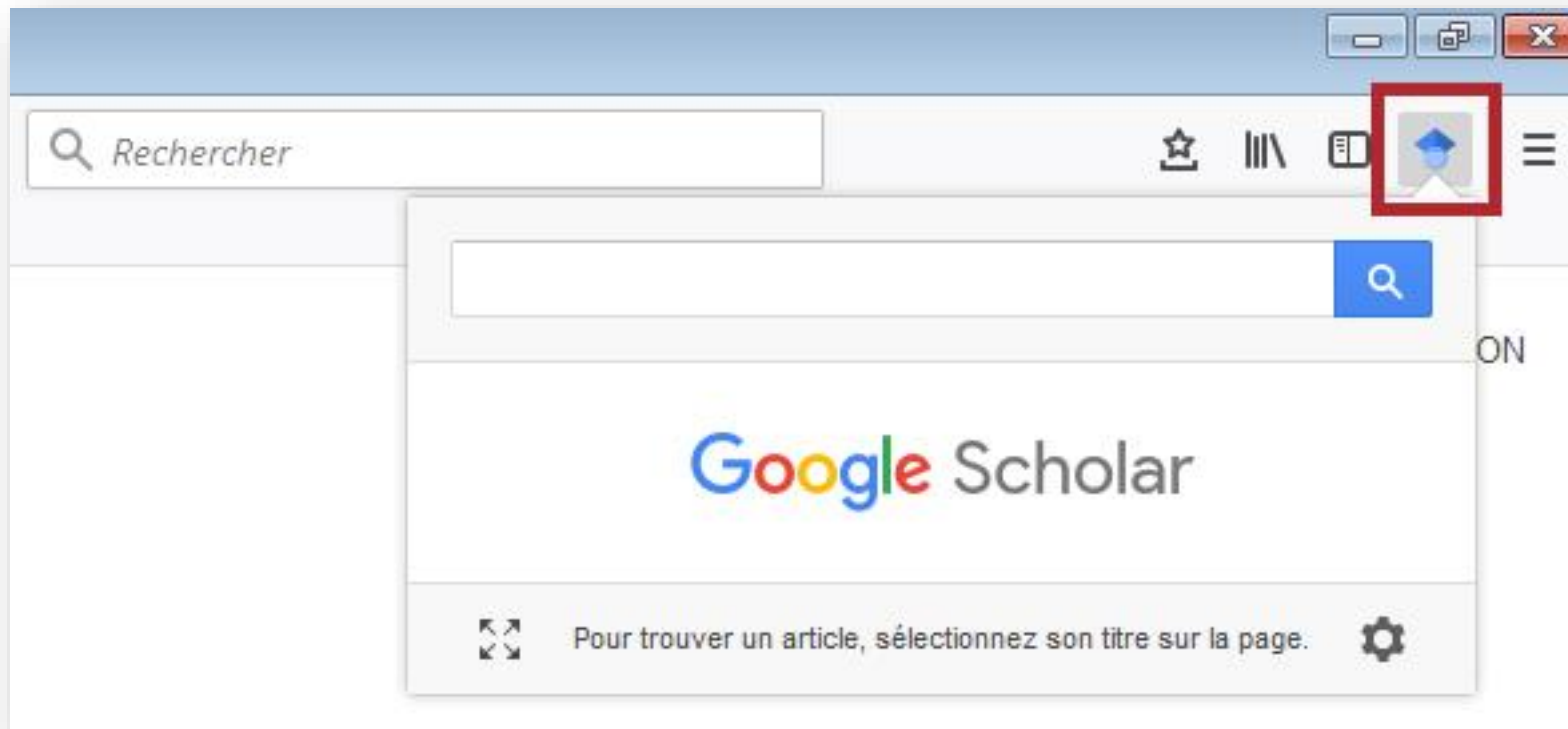 Rechercher
ON
Google Scholar
Pour trouver un article, sélectionnez son titre sur la page.